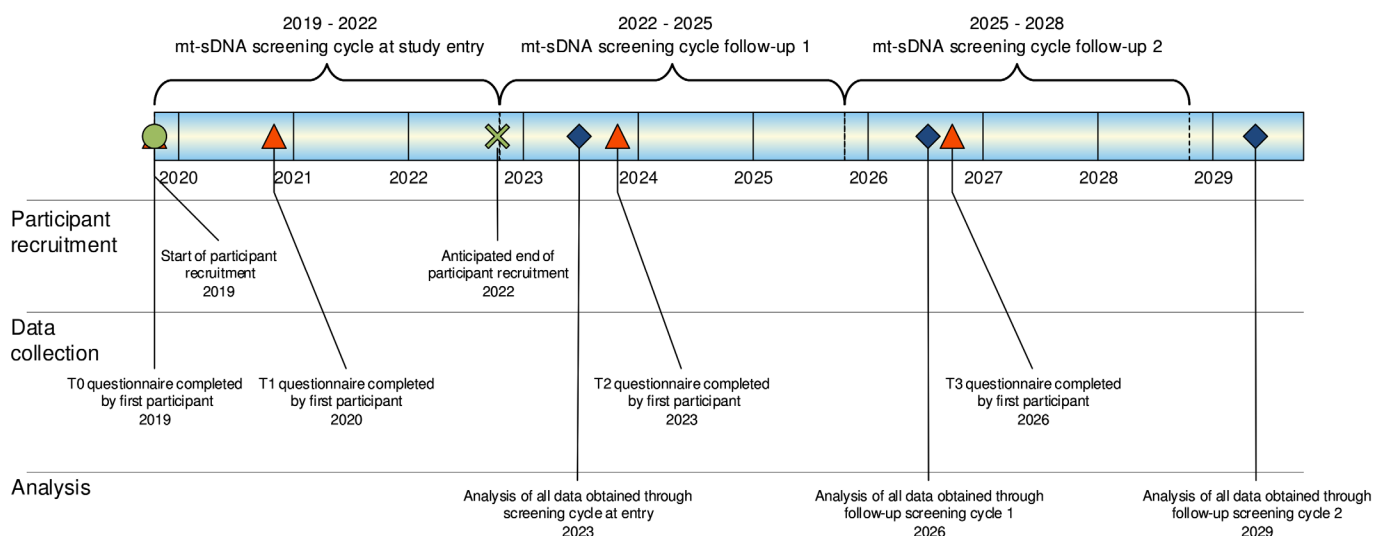 2019 - 2022
mt-sDNA screening cycle at study entry
2022 - 2025
mt-sDNA screening cycle follow-up 1
2025 - 2028
mt-sDNA screening cycle follow-up 2
2020
2021
2022
2023
2024
2025
2026
2027
2028
2029
Participant
recruitment
Start of participant
recruitment
2019
Anticipated end of
participant recruitment
2022
Data
collection
T0 questionnaire completed
by first participant
2019
T1 questionnaire completed
by first participant
2020
T2 questionnaire completed
by first participant
2023
T3 questionnaire completed
by first participant
2026
Analysis
Analysis of all data obtained through
screening cycle at entry
2023
Analysis of all data obtained through
follow-up screening cycle 1
2026
Analysis of all data obtained through
follow-up screening cycle 2
2029